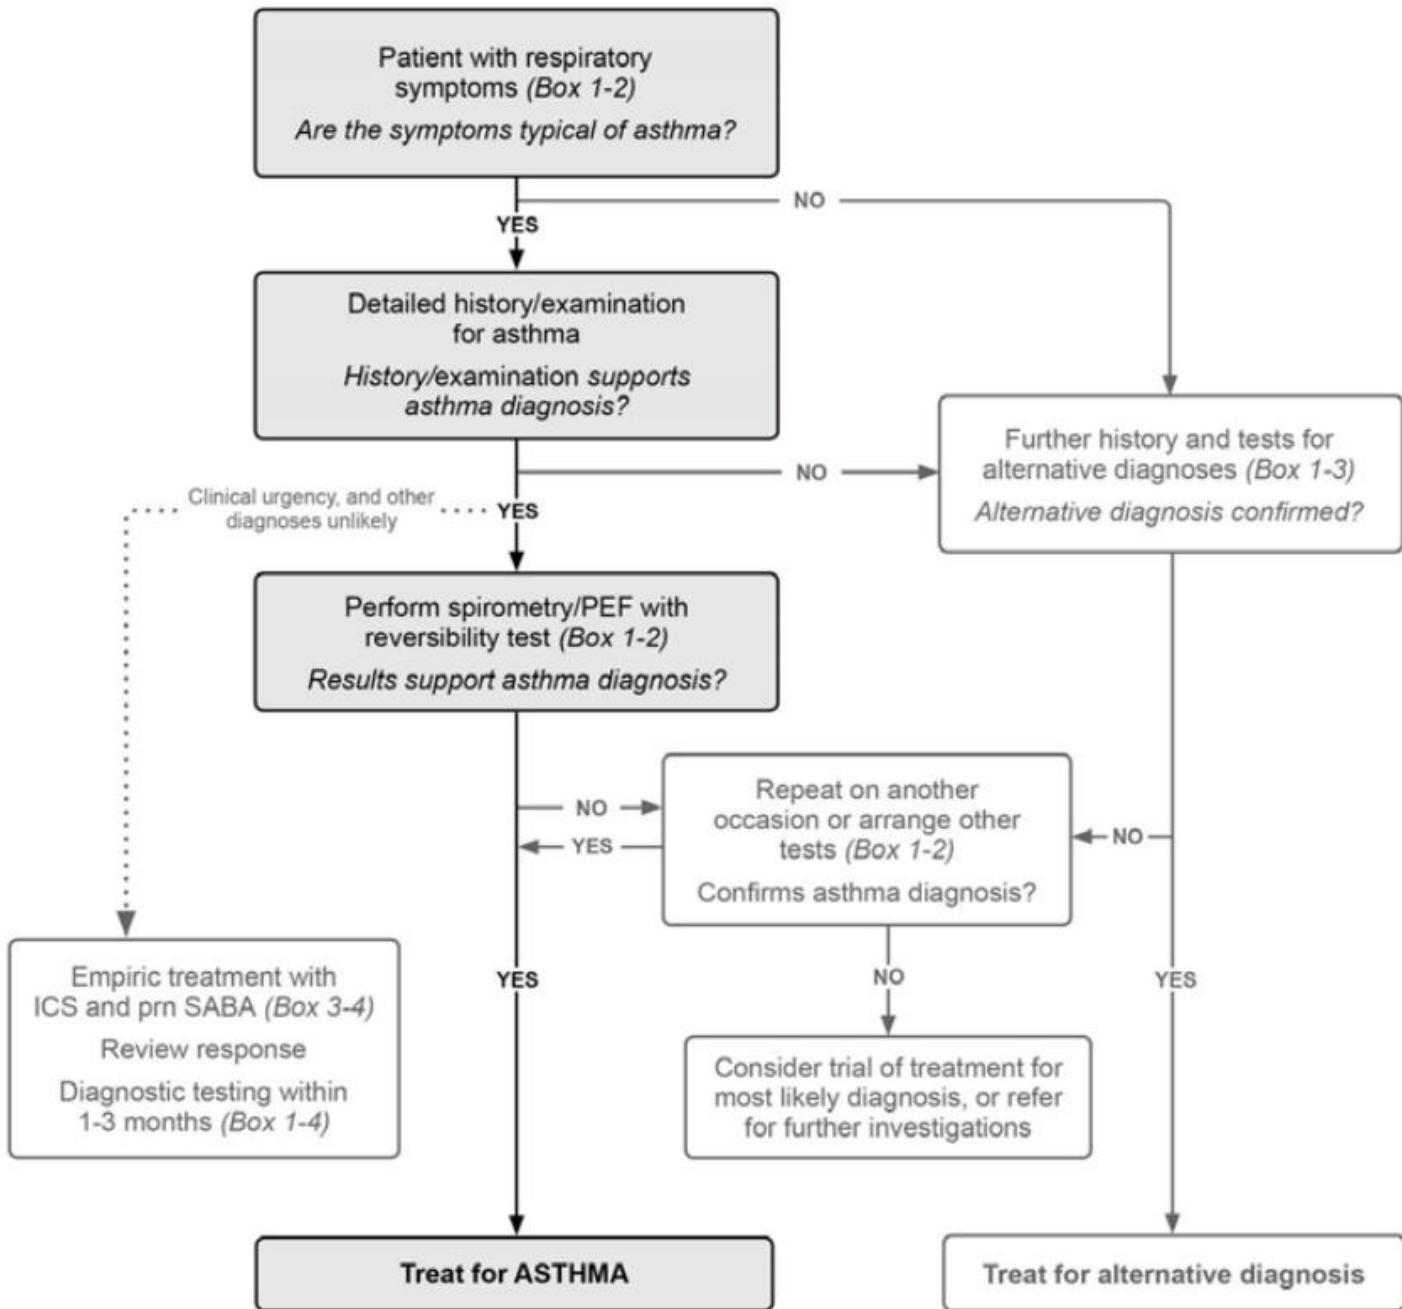 Patient with respiratory
symptoms (Box 1-2)
Are the symptoms typical of asthma?
NO
YES
Detailed history/examination
for asthma
History/examination supports
asthma diagnosis?
Further history and tests for
alternative diagnoses (Box 1-3)
Alternative diagnosis confirmed?
NO
Clinical urgency, and other
diagnoses unlikely
YES
Perform spirometry/PEF with
reversibility test (Box 1-2)
Results support asthma diagnosis?
Repeat on another
occasion or arrange other
tests (Box 1-2)
Confirms asthma diagnosis?
NO
YES
NO
Empiric treatment with
ICS and prn SABA (Box 3-4)
Review response
Diagnostic testing within
1-3 months (Box 1-4)
YES
NO
YES
Consider trial of treatment for
most likely diagnosis, or refer
for further investigations
Treat for ASTHMA
Treat for alternative diagnosis